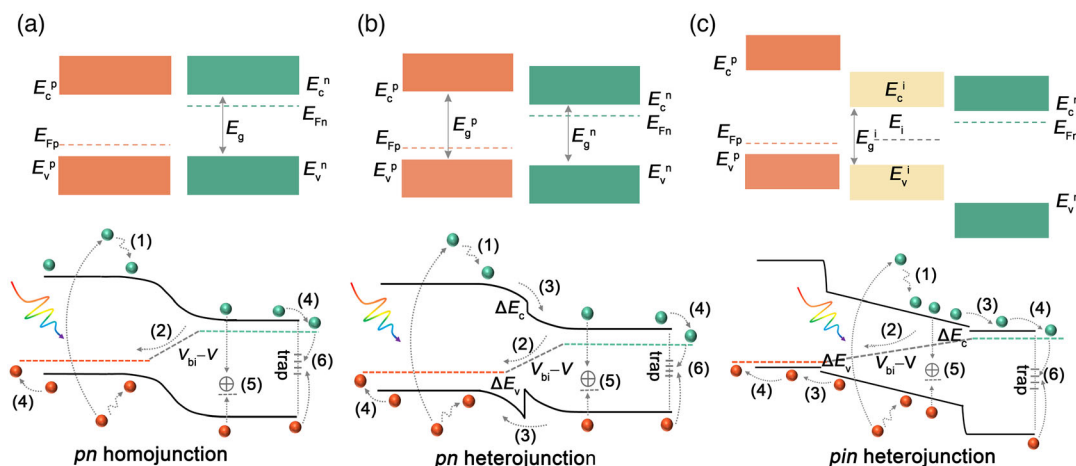 (a)
E_c^p
E_c^n
E_Fn
E_g
E_Fp
E_v^p
E_v^n
(1)
(2)
V_bi–V
(4)
(4)
(5)
(6)
trap
pn homojunction
(b)
E_c^p
E_c^n
E_Fn
E_g^p
E_g^n
E_Fp
E_v^p
E_v^n
(1)
(3)
ΔE_c
(2)
V_bi–V
ΔE_v
(3)
(4)
(4)
(5)
(6)
trap
pn heterojunction
(c)
E_c^p
E_c^i
E_c^n
E_i
E_Fn
E_g^i
E_Fp
E_v^p
E_v^i
E_v^n
(1)
(3)
(4)
(2)
ΔE_c
ΔE_v
V_bi–V
(4)
(3)
(5)
(6)
trap
pin heterojunction